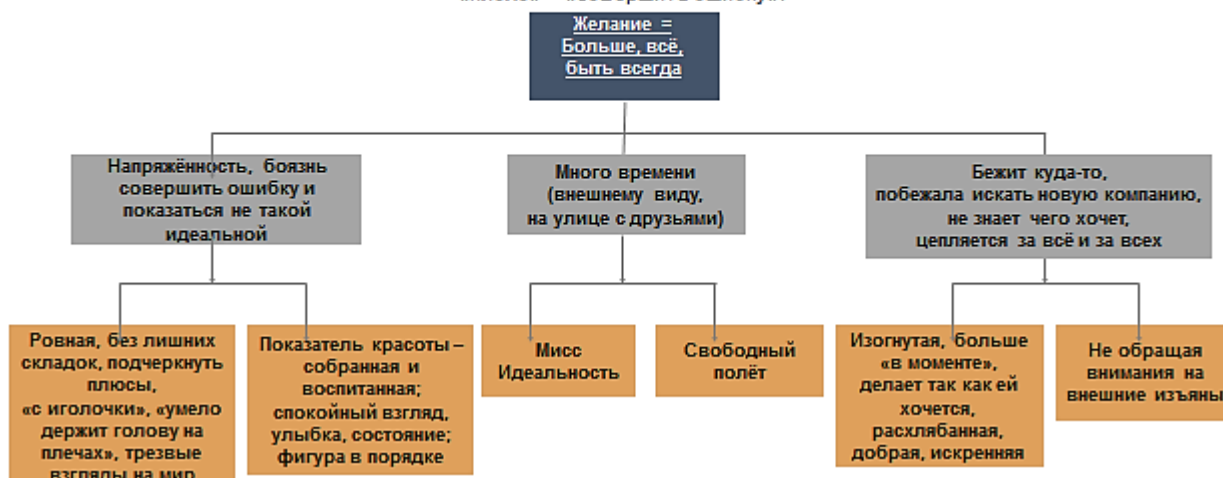 Желание =
Больше, всё,
быть всегда
Напряжённость, боязнь
совершить ошибку и
показаться не такой
идеальной
Много времени
(внешнему виду,
на улице с друзьями)
Бежит куда-то,
побежала искать новую компанию,
не знает чего хочет,
цепляется за всё и за всех
Ровная, без лишних
складок, подчеркнуть
плюсы,
«с иголочки», «умело
держит голову на
плечах», трезвые
взгляды на мир
Показатель красоты –
собранная и
воспитанная;
спокойный взгляд,
улыбка, состояние;
фигура в порядке
Мисс
Идеальность
Свободный
полёт
Изогнутая, больше
«в моменте»,
делает так как ей
хочется,
расхлябанная,
добрая, искренняя
Не обращая
внимания на
внешние изъяны